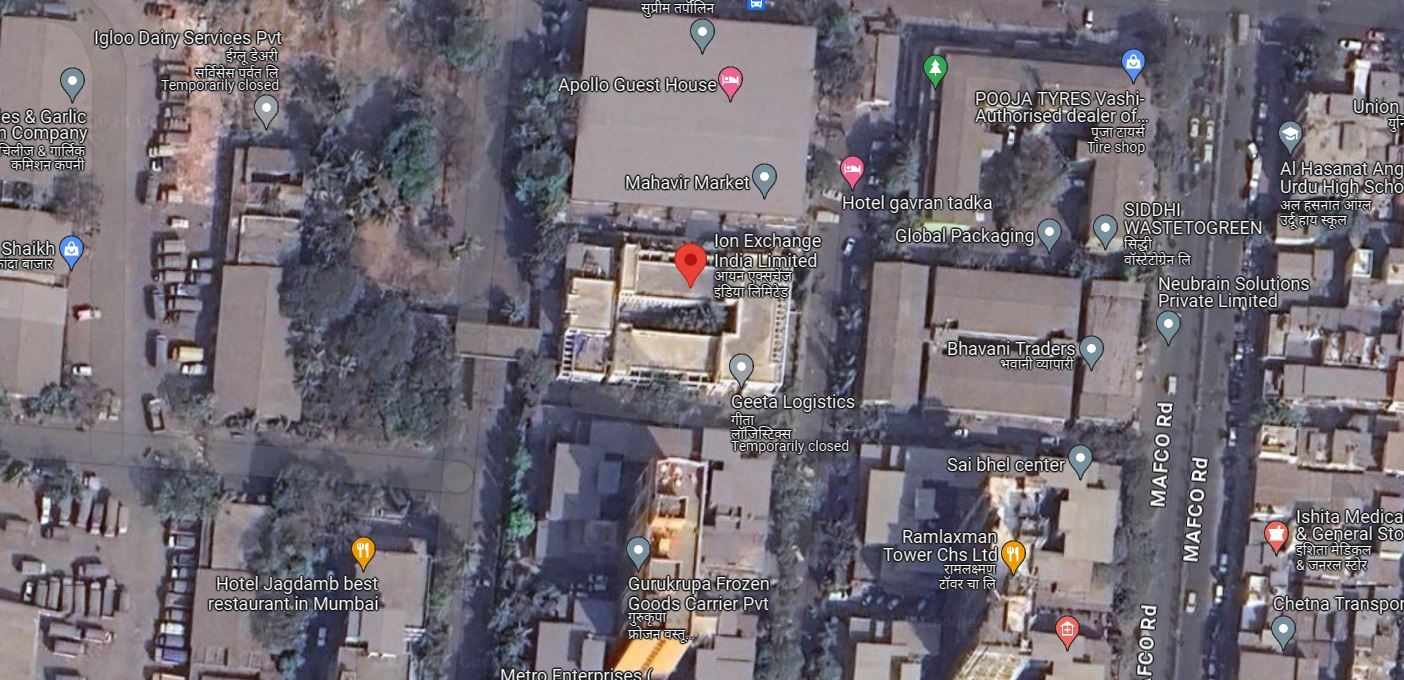 सुप्रीम तर्पोलिन
Igloo Dairy Services Pvt
ईग्लू डेअरी
सर्विसेस पर्वत लि
Temporarily closed
Apollo Guest House
POOJA TYRES Vashi-
Authorised dealer of...
पूजा टायर्स
Tire shop
es & Garlic
n Company
चिलीज & गार्लिक
कमिशन कंपनी
Union
Al Hasanat Ang
Urdu High Scho
अल हसनात आंग्ल
उर्दू हाय स्कूल
Mahavir Market
Hotel gavran tadka
SIDDHI
WASTETOGREEN
सिद्धी
वॉस्टेटोग्रेन लि
Global Packaging
Shaikh
कांदा बाजार
Ion Exchange
India Limited
आयन एक्सचेंज
इंडिया लिमिटेड
Neubrain Solutions
Private Limited
Bhavani Traders
भवानी व्यापारी
Geeta Logistics
गीता
लॉजिस्टिक्स
Temporarily closed
MAFCO Rd
MAFCO Rd
Sai bhel center
Ishita Medica
& General Sto
इशिता मेडिकल
& जनरल स्टोर
Ramlaxman
Tower Chs Ltd
रामलक्ष्मण
टॉवर चा लि
Hotel Jagdamb best
restaurant in Mumbai
Gurukrupa Frozen
Goods Carrier Pvt
गुरुकृपा
फ्रोजन वस्तू...
Chetna Transpor
FCO Rd
Metro Enterprises (